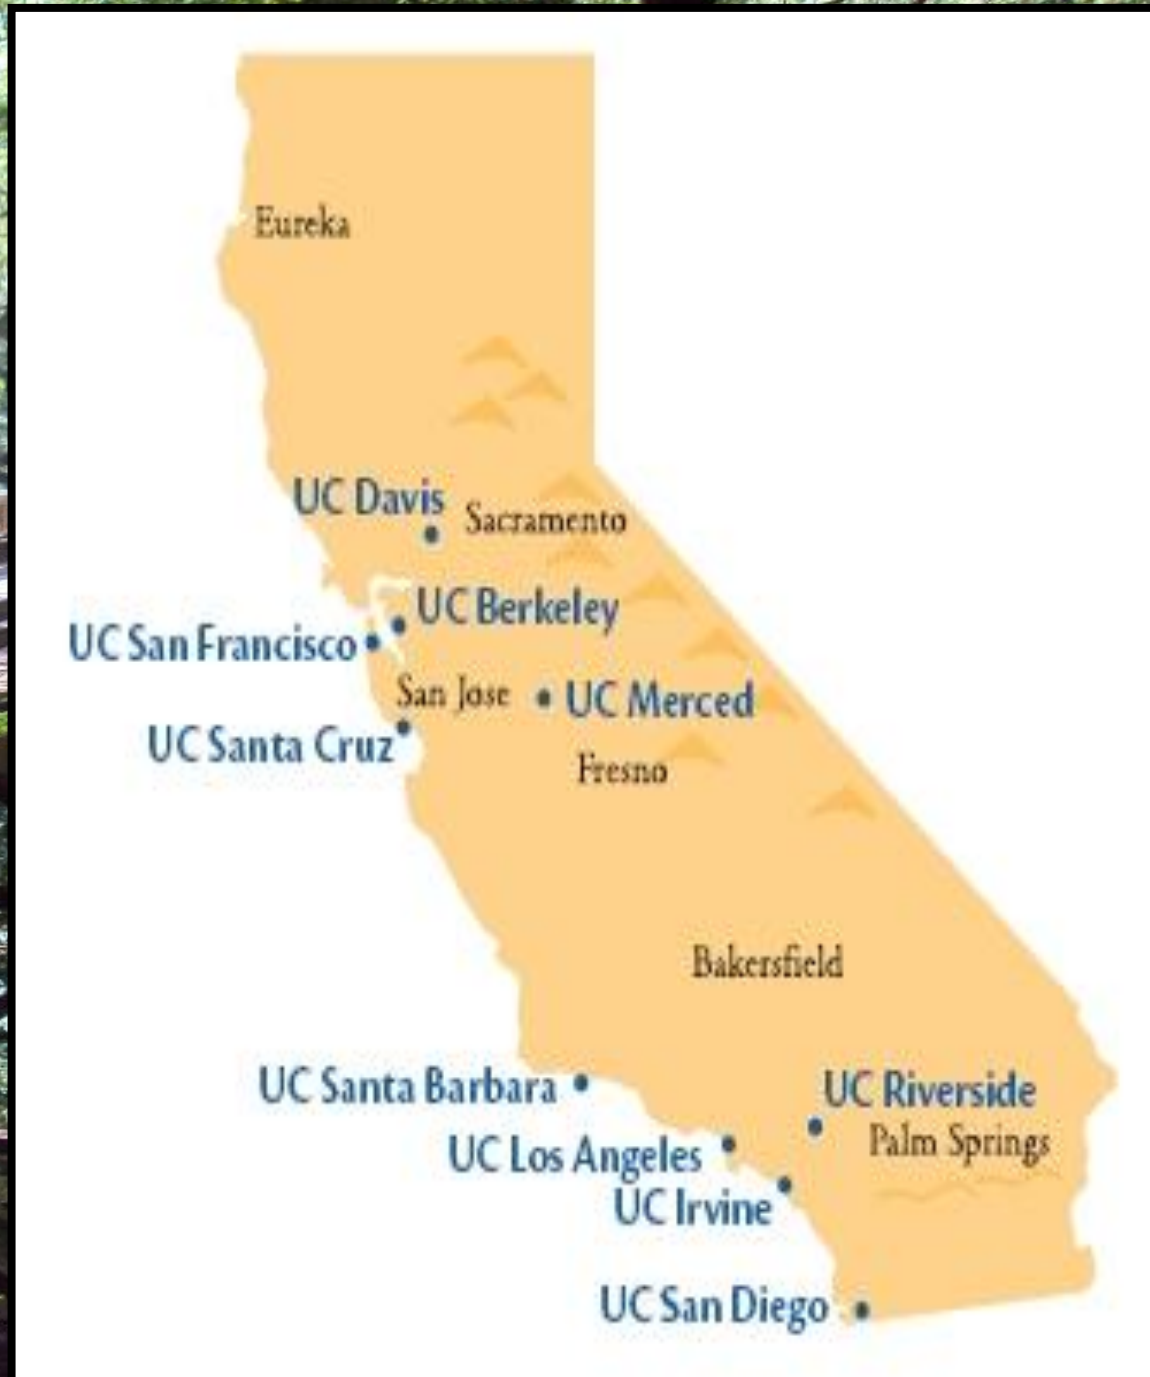 Eureka
UC Davis
Sacramento
UC Berkeley
UC San Francisco
San Jose
UC Merced
UC Santa Cruz
Fresno
Bakersfield
UC Santa Barbara
UC Riverside
Palm Springs
UC Los Angeles
UC Irvine
UC San Diego